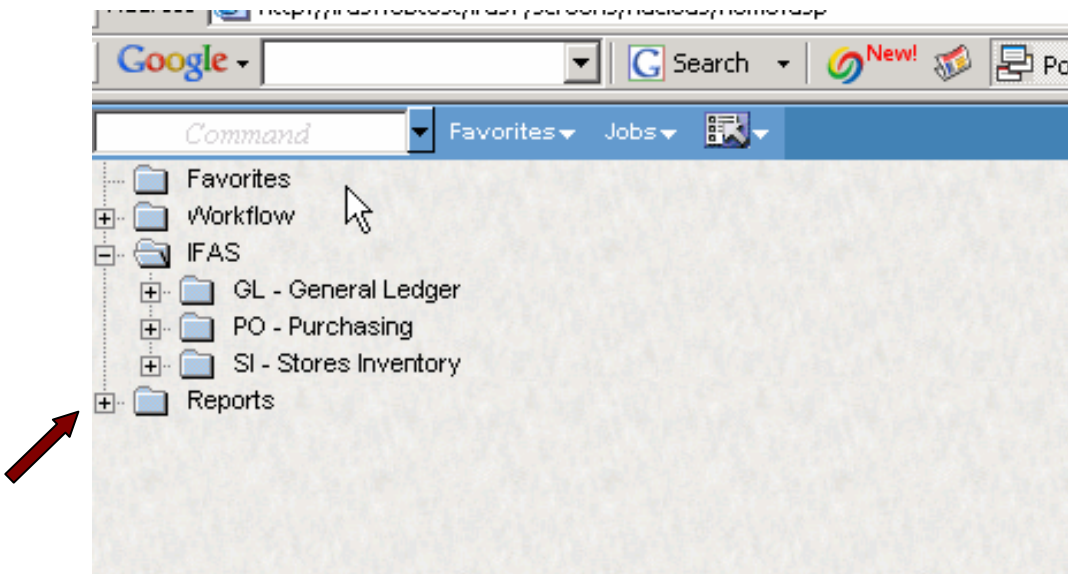 Google Search New!
Command Favorites Jobs
Favorites
Workflow
IFAS
GL - General Ledger
PO - Purchasing
SI - Stores Inventory
Reports